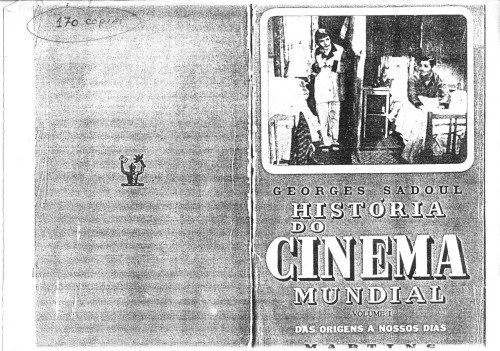 170 copias
GEORGES SADOUL
HISTÓRIA
DO
CINEMA
MUNDIAL
VOLUME I
DAS ORIGENS A NOSSOS DIAS
MARTINS